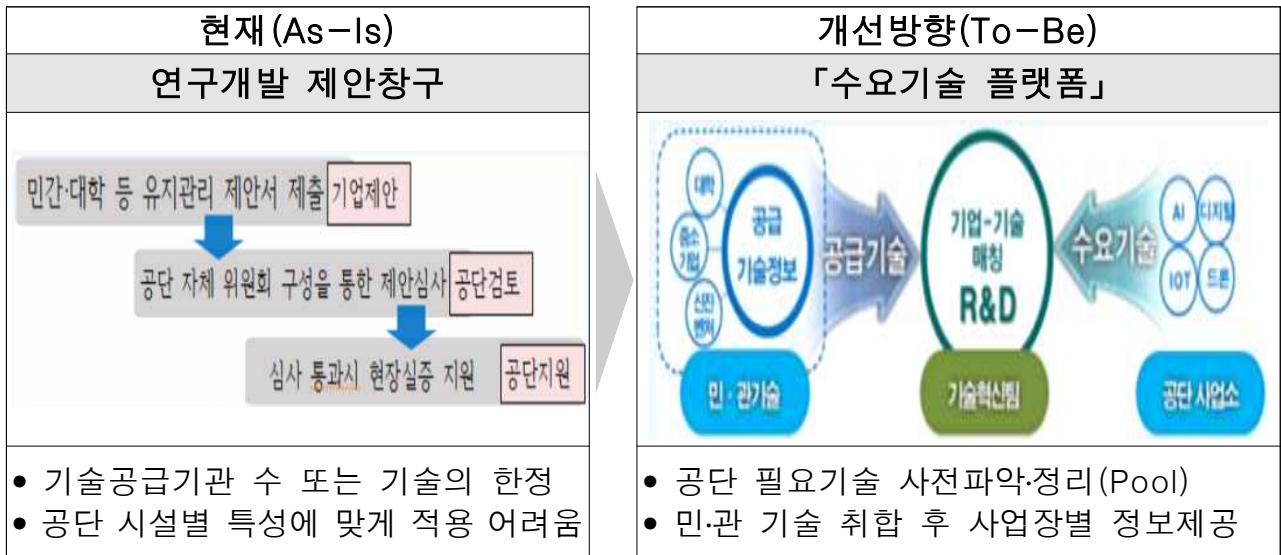 현재(As-Is)
연구개발 제안창구
민간·대학 등 유지관리 제안서 제출 기업제안
공단 자체 위원회 구성을 통한 제안심사 공단검토
심사 통과시 현장실증 지원 공단지원
• 기술공급기관 수 또는 기술의 한정
• 공단 시설별 특성에 맞게 적용 어려움
개선방향(To-Be)
「수요기술 플랫폼」
대학
중소
기업
신진
벤처
공급
기술정보
공급기술
기업-기술
매칭
R&D
수요기술
AI
디지털
IOT
드론
민·관기술
기술혁신팀
공단 사업소
• 공단 필요기술 사전파악·정리(Pool)
• 민·관 기술 취합 후 사업장별 정보제공